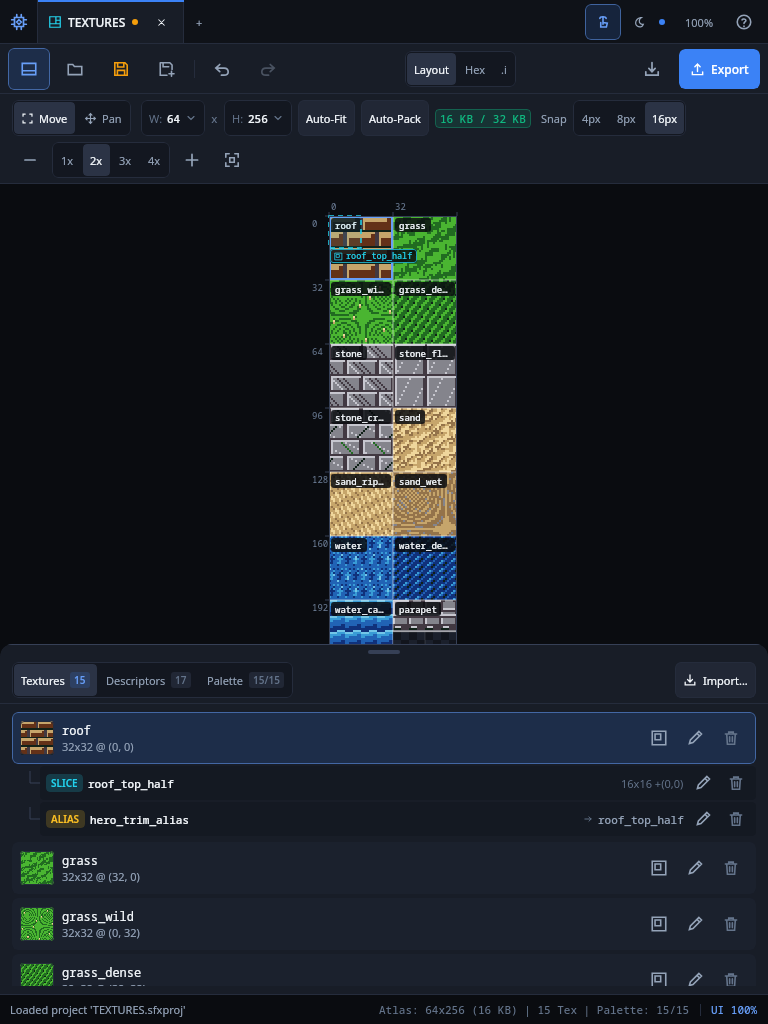 TEXTURES
+
100%
Layout
Hex
.i
Export
Move
Pan
W: 64
x
H: 256
Auto-Fit
Auto-Pack
16 KB / 32 KB
Snap
4px
8px
16px
1x
2x
3x
4x
0
32
0
roof
grass
roof_top_half
32
grass_wi…
grass_de…
64
stone
stone_fl…
96
stone_cr…
sand
128
sand_rip…
sand_wet
160
water
water_de…
192
water_ca…
parapet
Textures 15
Descriptors 17
Palette 15/15
Import...
roof
32x32 @ (0, 0)
SLICE roof_top_half
16x16 +(0,0)
ALIAS hero_trim_alias
→ roof_top_half
grass
32x32 @ (32, 0)
grass_wild
32x32 @ (0, 32)
grass_dense
Loaded project 'TEXTURES.sfxproj'
Atlas: 64x256 (16 KB) | 15 Tex | Palette: 15/15
UI 100%